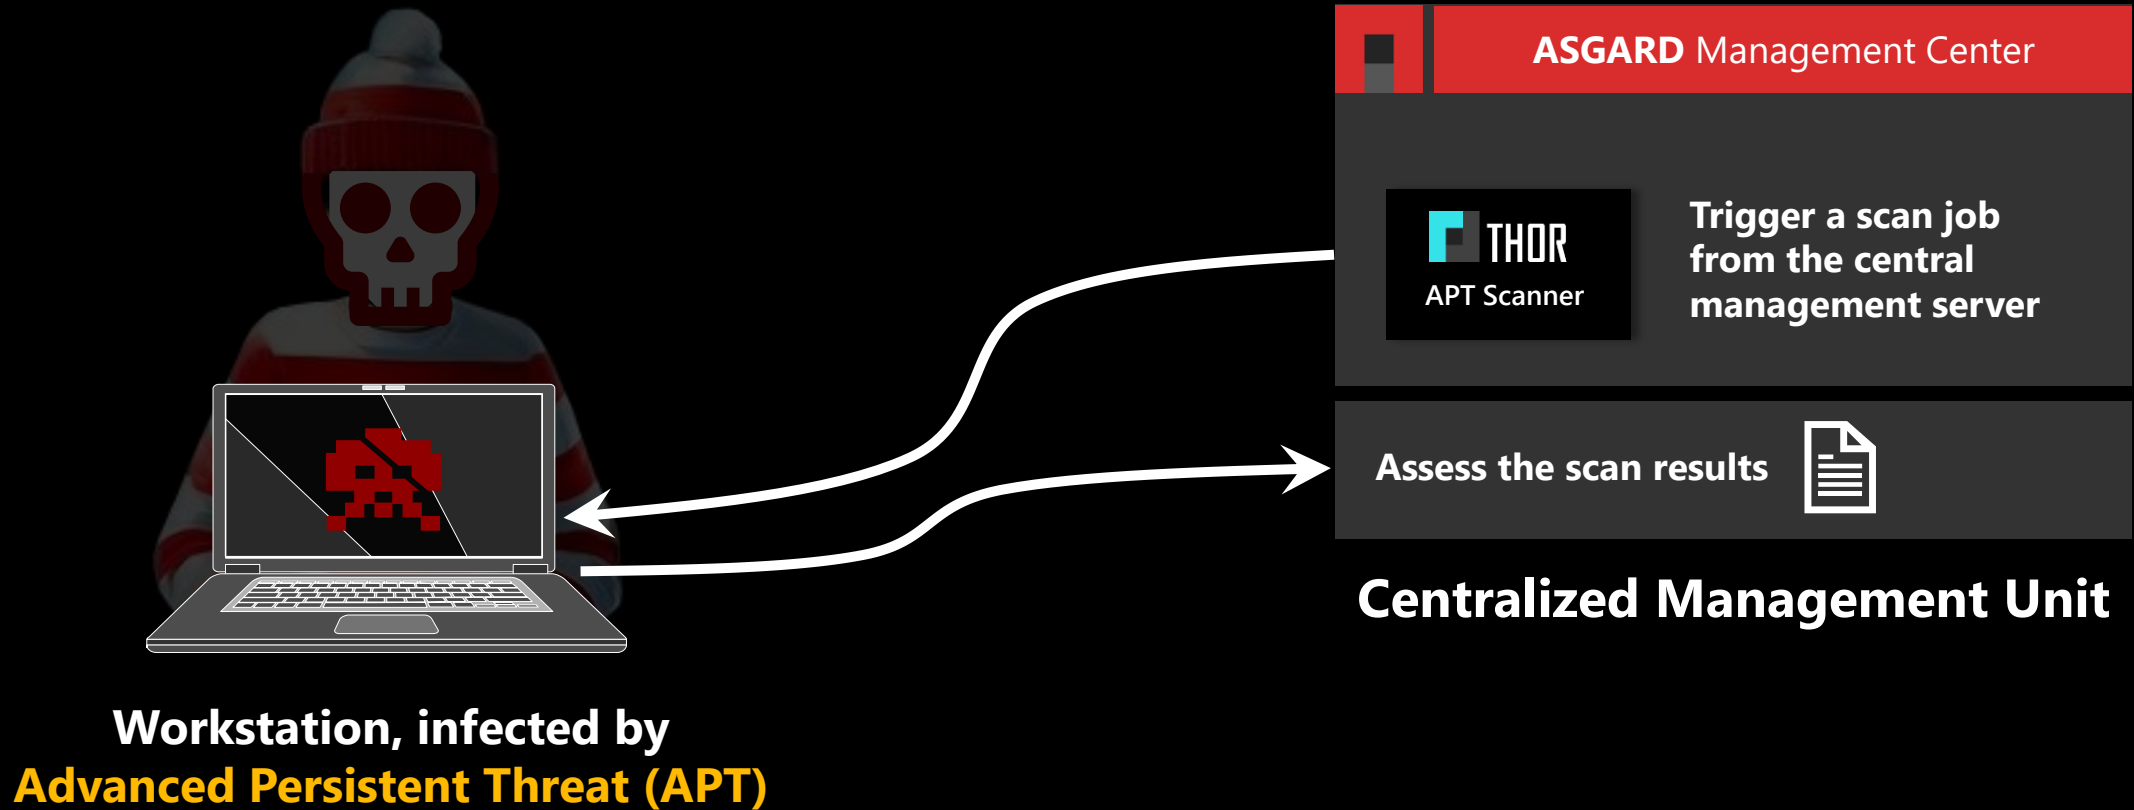 ASGARD Management Center
THOR
APT Scanner
Trigger a scan job
from the central
management server
Assess the scan results
Centralized Management Unit
Workstation, infected by
Advanced Persistent Threat (APT)